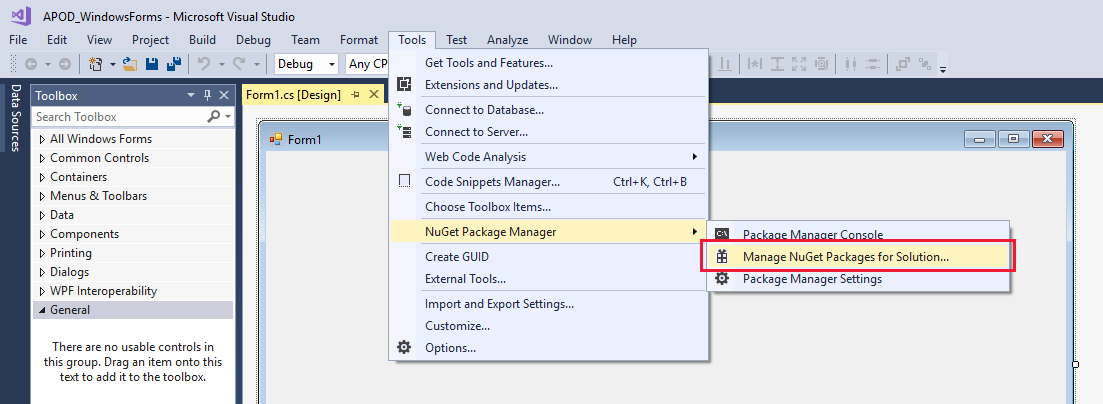 APOD_WindowsForms - Microsoft Visual Studio
File Edit View Project Build Debug Team Format Tools Test Analyze Window Help
Debug Any CP
Data Sources
Toolbox
Search Toolbox
All Windows Forms
Common Controls
Containers
Menus & Toolbars
Data
Components
Printing
Dialogs
WPF Interoperability
General
There are no usable controls in
this group. Drag an item onto this
text to add it to the toolbox.
Form1.cs [Design]
Form1
Get Tools and Features...
Extensions and Updates...
Connect to Database...
Connect to Server...
Web Code Analysis
Code Snippets Manager... Ctrl+K, Ctrl+B
Choose Toolbox Items...
NuGet Package Manager
Create GUID
External Tools...
Import and Export Settings...
Customize...
Options...
C:\ Package Manager Console
Manage NuGet Packages for Solution...
Package Manager Settings